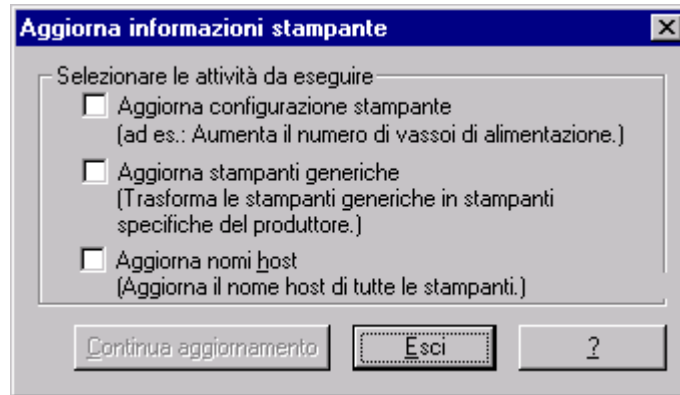 Aggiorna informazioni stampante
Selezionare le attività da eseguire
Aggiorna configurazione stampante
(ad es.: Aumenta il numero di vassoi di alimentazione.)
Aggiorna stampanti generiche
(Trasforma le stampanti generiche in stampanti
specifiche del produttore.)
Aggiorna nomi host
(Aggiorna il nome host di tutte le stampanti.)
Continua aggiornamento Esci ?